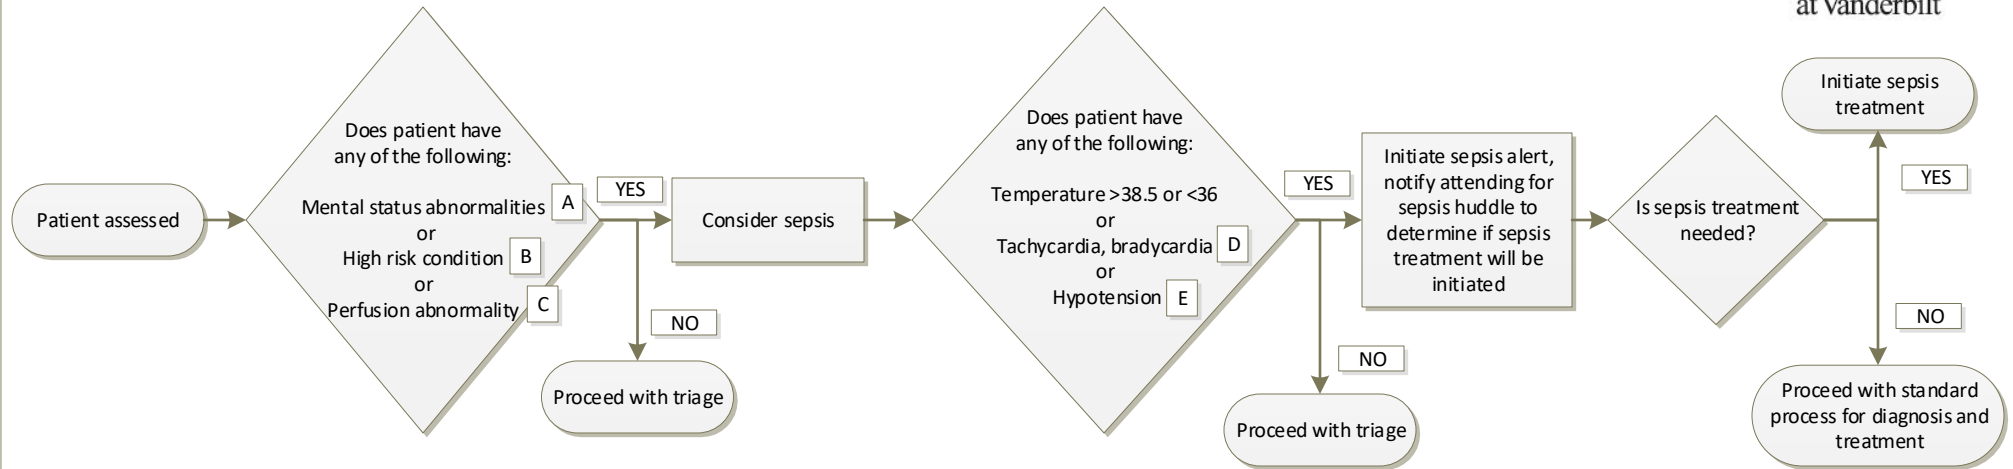 at Vanderbilt
Patient assessed
Does patient have
any of the following:
Mental status abnormalities
A
or
High risk condition
B
or
Perfusion abnormality
C
YES
NO
Proceed with triage
Consider sepsis
Does patient have
any of the following:
Temperature >38.5 or <36
or
Tachycardia, bradycardia
D
or
Hypotension
E
YES
NO
Proceed with triage
Initiate sepsis alert,
notify attending for
sepsis huddle to
determine if sepsis
treatment will be
initiated
Is sepsis treatment
needed?
YES
Initiate sepsis
treatment
NO
Proceed with standard
process for diagnosis and
treatment